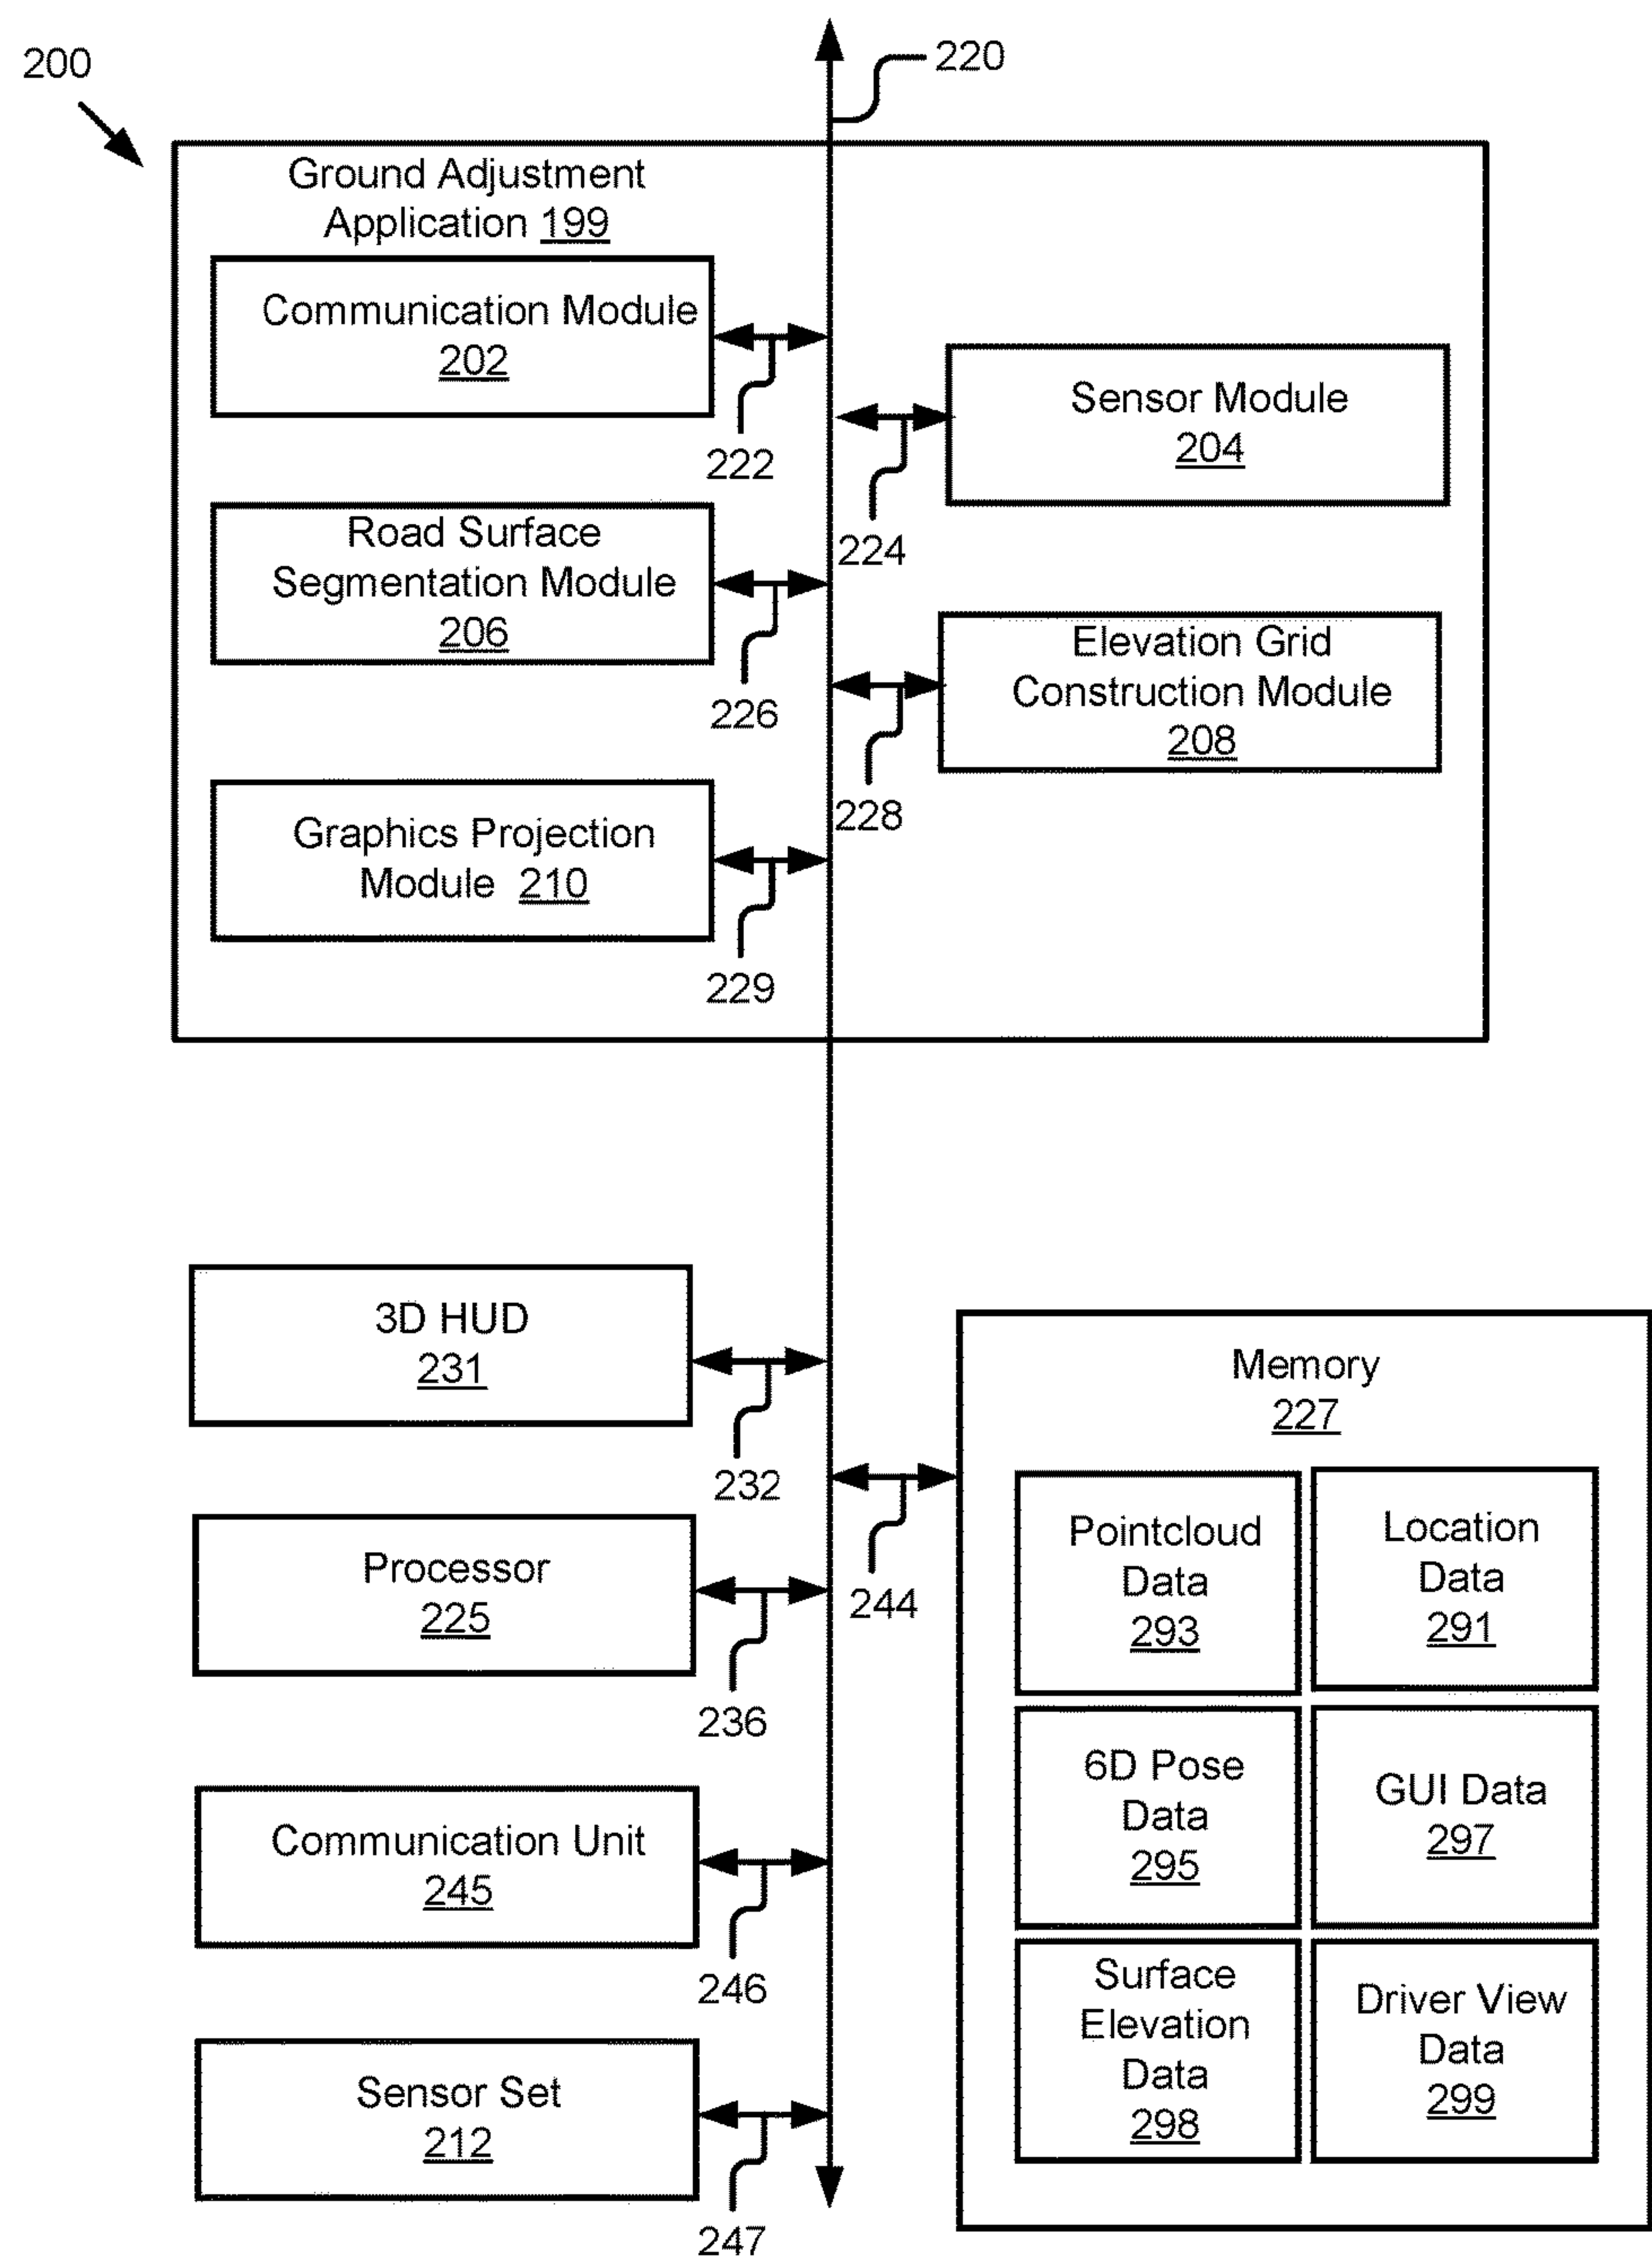 200
220
Ground Adjustment
Application 199
Communication Module
202
222
Sensor Module
204
224
Road Surface
Segmentation Module
206
226
Elevation Grid
Construction Module
208
228
Graphics Projection
Module 210
229
3D HUD
231
232
Processor
225
236
Communication Unit
245
246
Sensor Set
212
247
244
Memory
227
Pointcloud
Data
293
Location
Data
291
6D Pose
Data
295
GUI Data
297
Surface
Elevation
Data
298
Driver View
Data
299